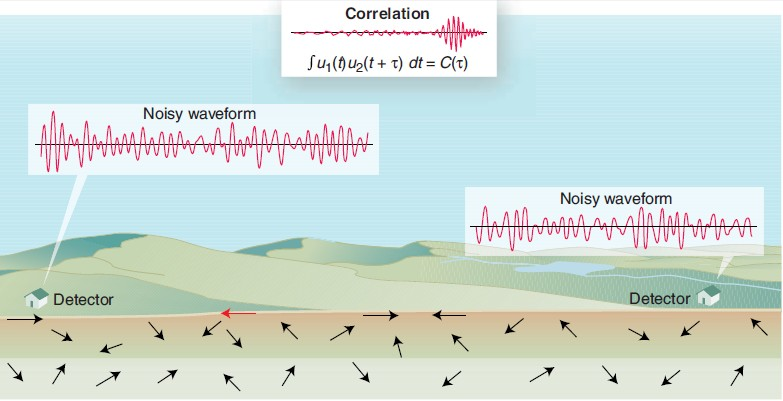 Correlation
∫u₁(t)u₂(t + τ) dt = C(τ)
Noisy waveform
Noisy waveform
Detector
Detector